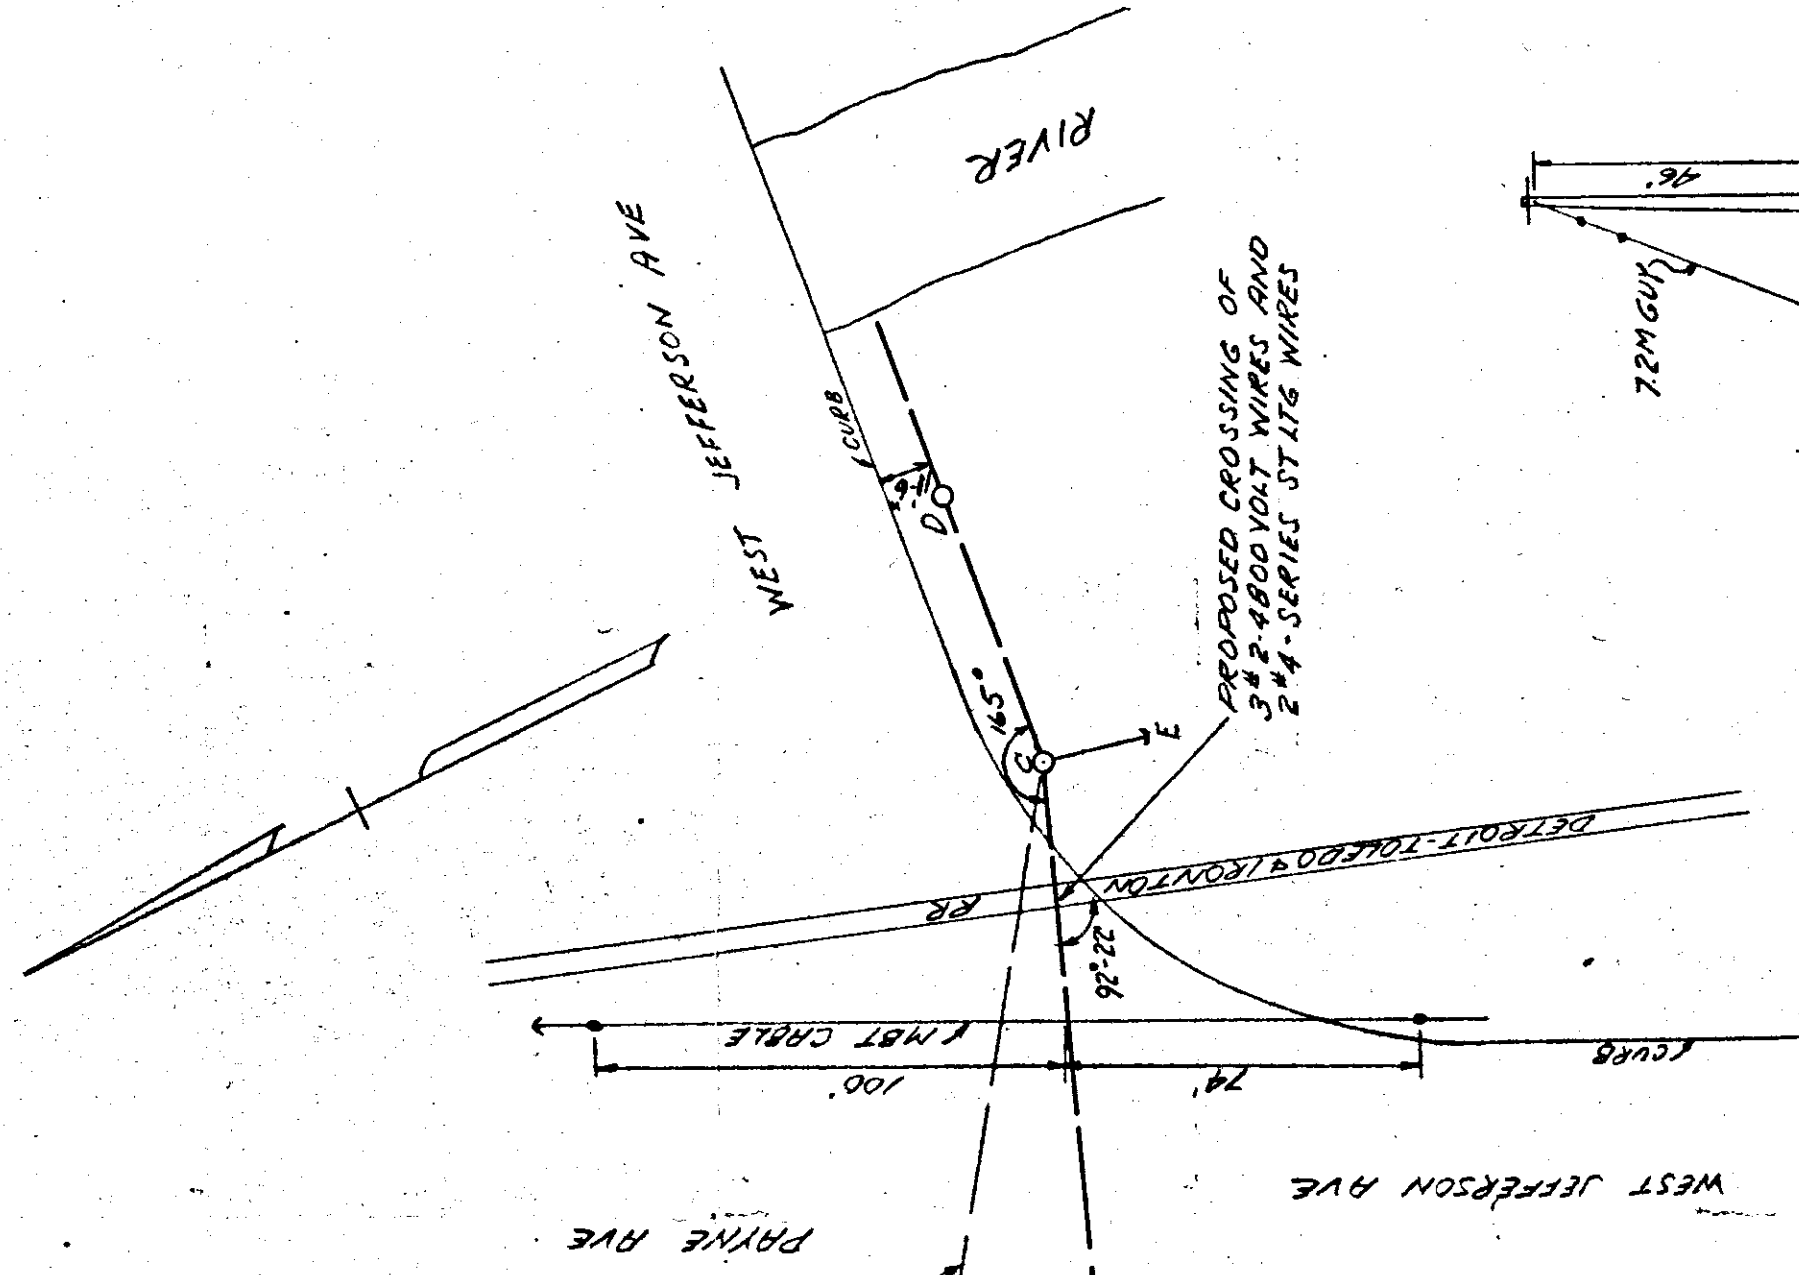 RIVER
WEST JEFFERSON AVE
CURB
11'-6"
D
165°
C
E
PROPOSED CROSSING OF
3#2-4800 VOLT WIRES AND
2#4-SERIES ST LTG WIRES
46'
7.2M GUY
DETROIT-TOLEDO & IRONTON RR
92°-22
MBT CABLE
100'
74'
CURB
WEST JEFFERSON AVE
PAYNE AVE